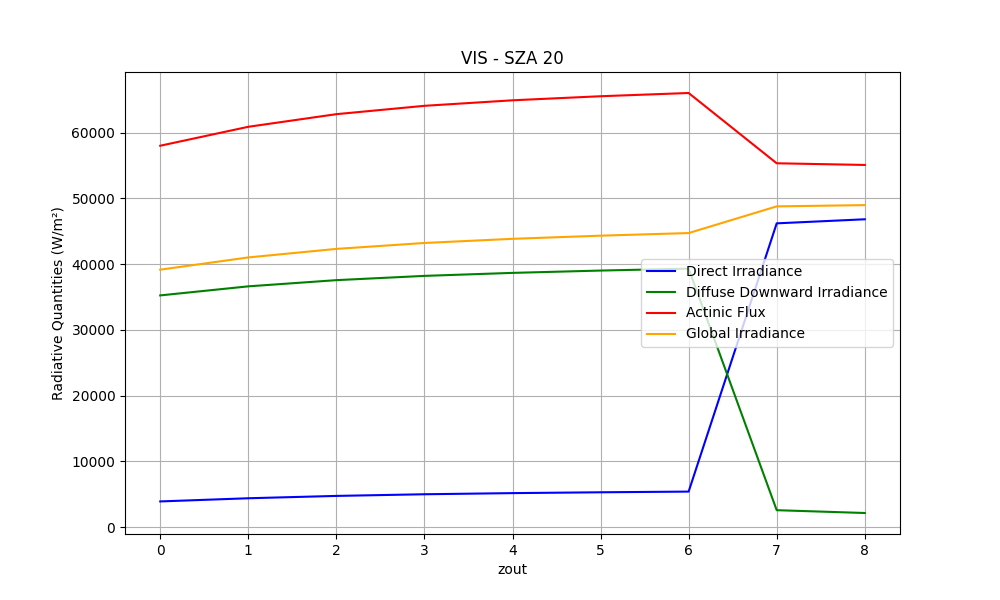 VIS - SZA 20
Radiative Quantities (W/m²)
60000
50000
40000
30000
20000
10000
0
Direct Irradiance
Diffuse Downward Irradiance
Actinic Flux
Global Irradiance
0 1 2 3 4 5 6 7 8
zout